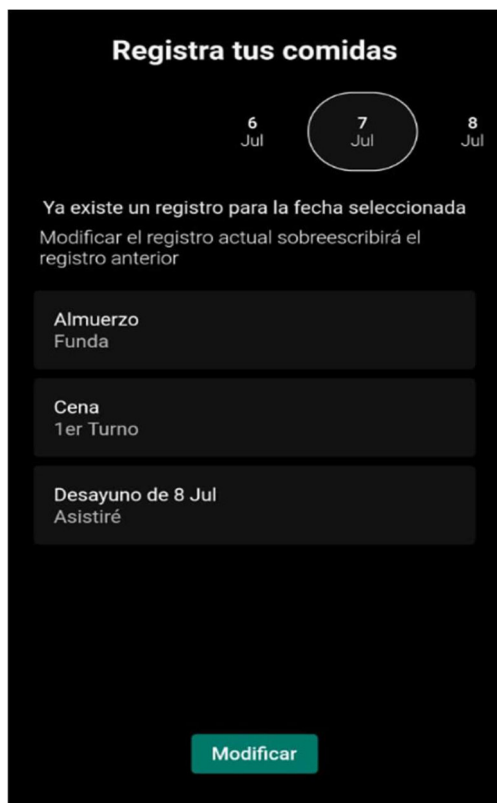 Registra tus comidas
6 7 8
Jul Jul Jul
Ya existe un registro para la fecha seleccionada
Modificar el registro actual sobreescribirá el
registro anterior
Almuerzo
Funda
Cena
1er Turno
Desayuno de 8 Jul
Asistiré
Modificar